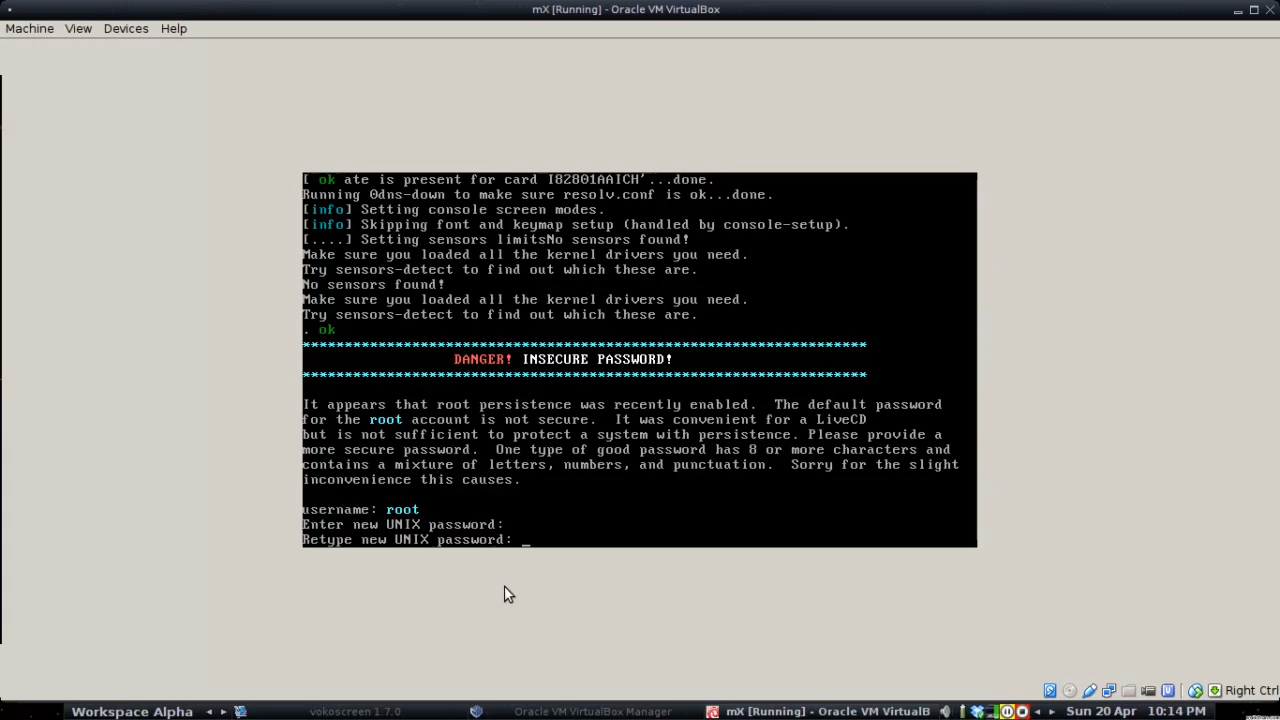 mX [Running] - Oracle VM VirtualBox
Machine View Devices Help
[ ok ate is present for card I82801AAICH'...done.
Running 0dns-down to make sure resolv.conf is ok...done.
[info] Setting console screen modes.
[info] Skipping font and keymap setup (handled by console-setup).
[....] Setting sensors limitsNo sensors found!
Make sure you loaded all the kernel drivers you need.
Try sensors-detect to find out which these are.
No sensors found!
Make sure you loaded all the kernel drivers you need.
Try sensors-detect to find out which these are.
. ok
********************************************************************
DANGER! INSECURE PASSWORD!
********************************************************************
It appears that root persistence was recently enabled.  The default password
for the root account is not secure.  It was convenient for a LiveCD
but is not sufficient to protect a system with persistence. Please provide a
more secure password.  One type of good password has 8 or more characters and
contains a mixture of letters, numbers, and punctuation.  Sorry for the slight
inconvenience this causes.
username: root
Enter new UNIX password:
Retype new UNIX password: _
Right Ctrl
Workspace Alpha vokoscreen 1.7.0 Oracle VM VirtualBox Manager mX [Running] - Oracle VM VirtualB Sun 20 Apr 10:14 PM